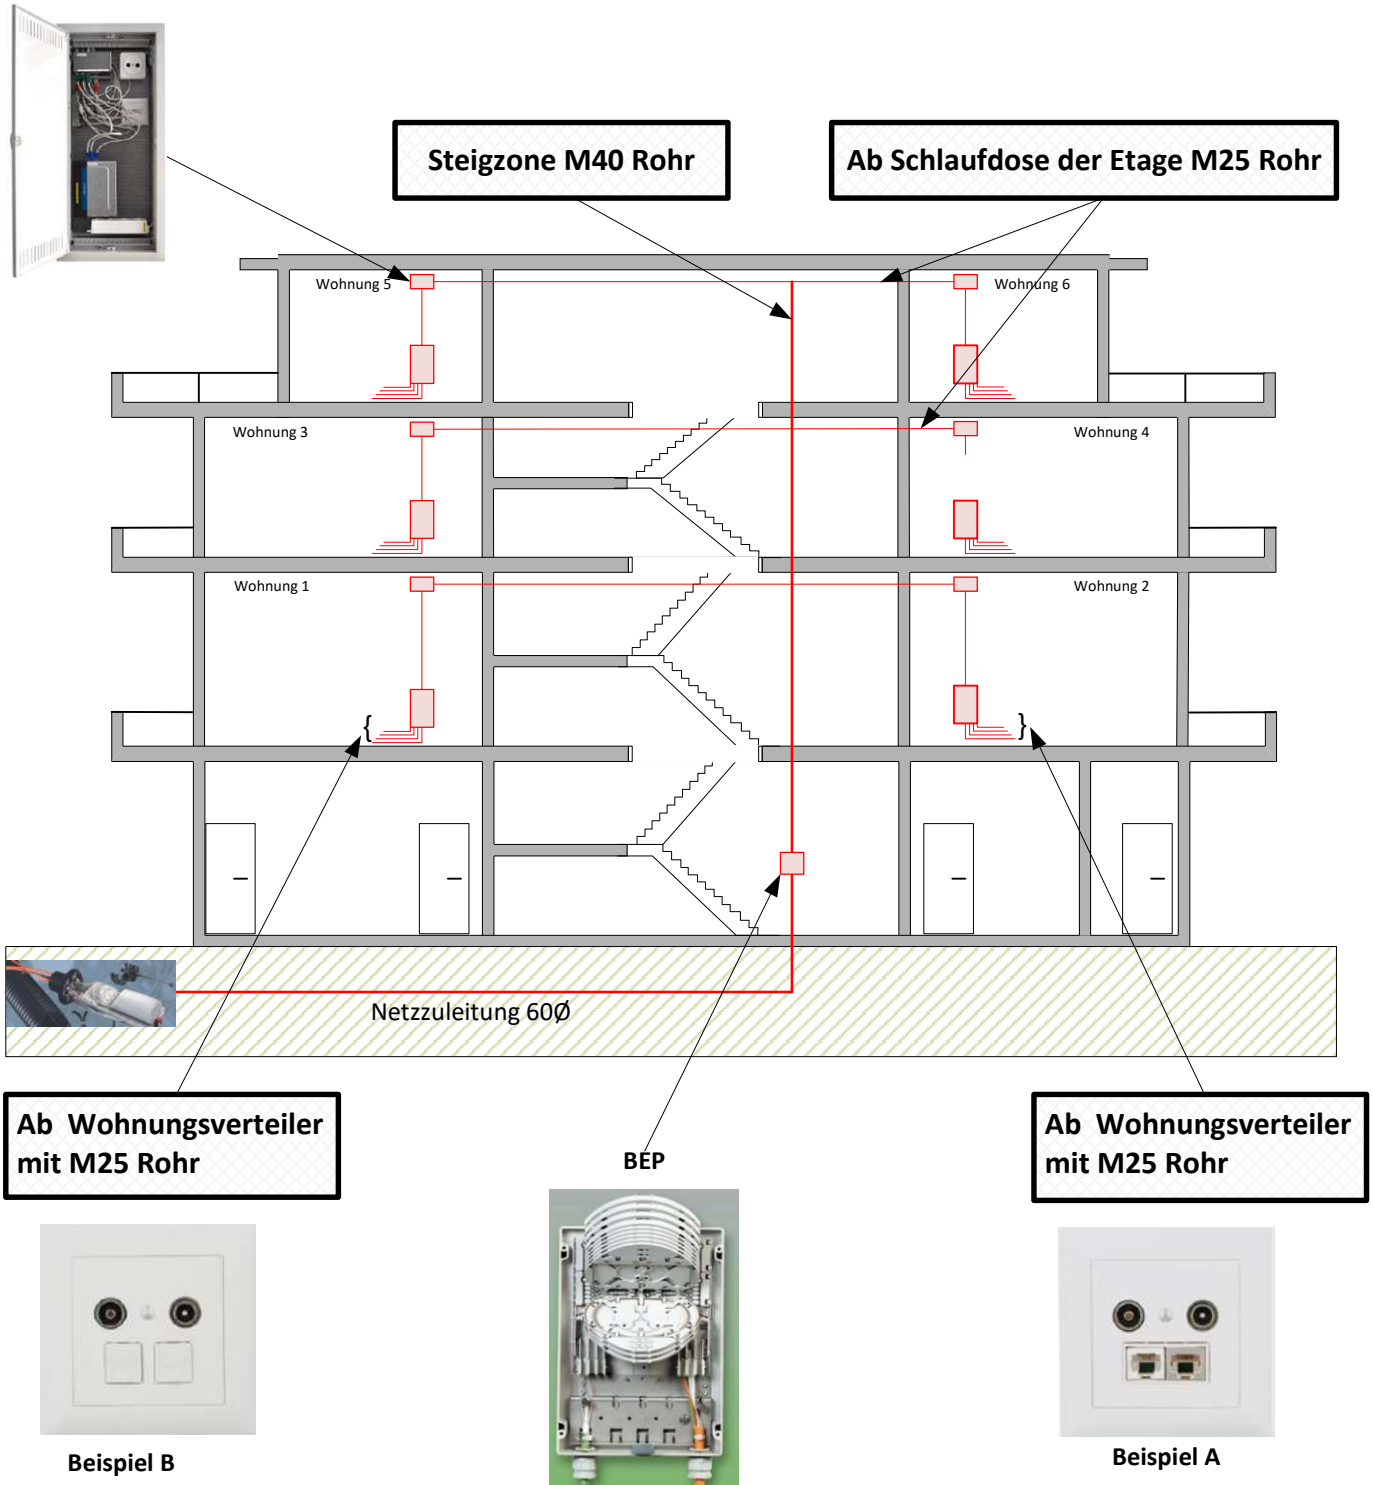 Steigzone M40 Rohr
Ab Schlaufdose der Etage M25 Rohr
Wohnung 5
Wohnung 6
Wohnung 3
Wohnung 4
Wohnung 1
Wohnung 2
{
}
Netzzuleitung 60Ø
Ab Wohnungsverteiler
mit M25 Rohr
BEP
Ab Wohnungsverteiler
mit M25 Rohr
Beispiel B
Beispiel A